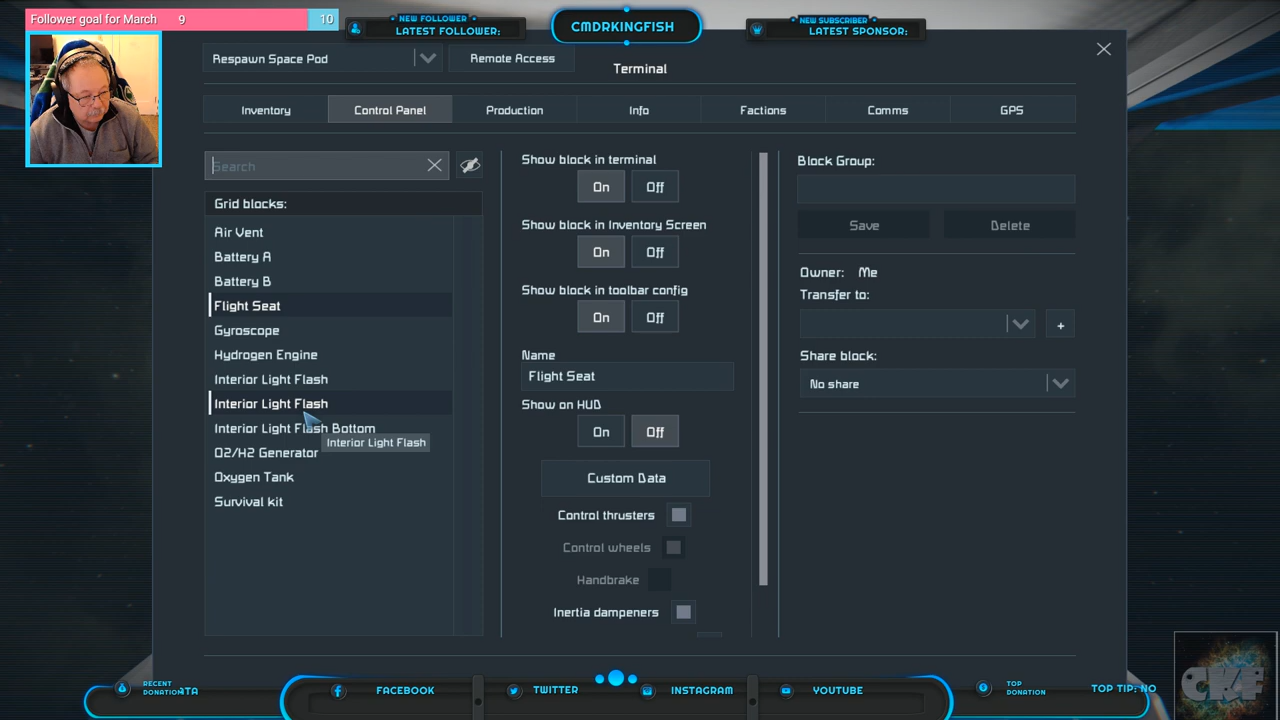 Follower goal for March 9 10
NEW FOLLOWER
LATEST FOLLOWER:
CMDRKINGFISH
NEW SUBSCRIBER
LATEST SPONSOR:
Respawn Space Pod
Remote Access
Terminal
Inventory
Control Panel
Production
Info
Factions
Comms
GPS
Search
Grid blocks:
Air Vent
Battery A
Battery B
Flight Seat
Gyroscope
Hydrogen Engine
Interior Light Flash
Interior Light Flash
Interior Light Flash Bottom
Interior Light Flash
O2/H2 Generator
Oxygen Tank
Survival kit
Show block in terminal
On Off
Show block in Inventory Screen
On Off
Show block in toolbar config
On Off
Name
Flight Seat
Show on HUD
On Off
Custom Data
Control thrusters
Control wheels
Handbrake
Inertia dampeners
Block Group:
Save Delete
Owner: Me
Transfer to:
+
Share block:
No share
RECENT
DONATION
ATA
FACEBOOK
TWITTER
INSTAGRAM
YOUTUBE
TOP
DONATION
TOP TIP: NO
CKF